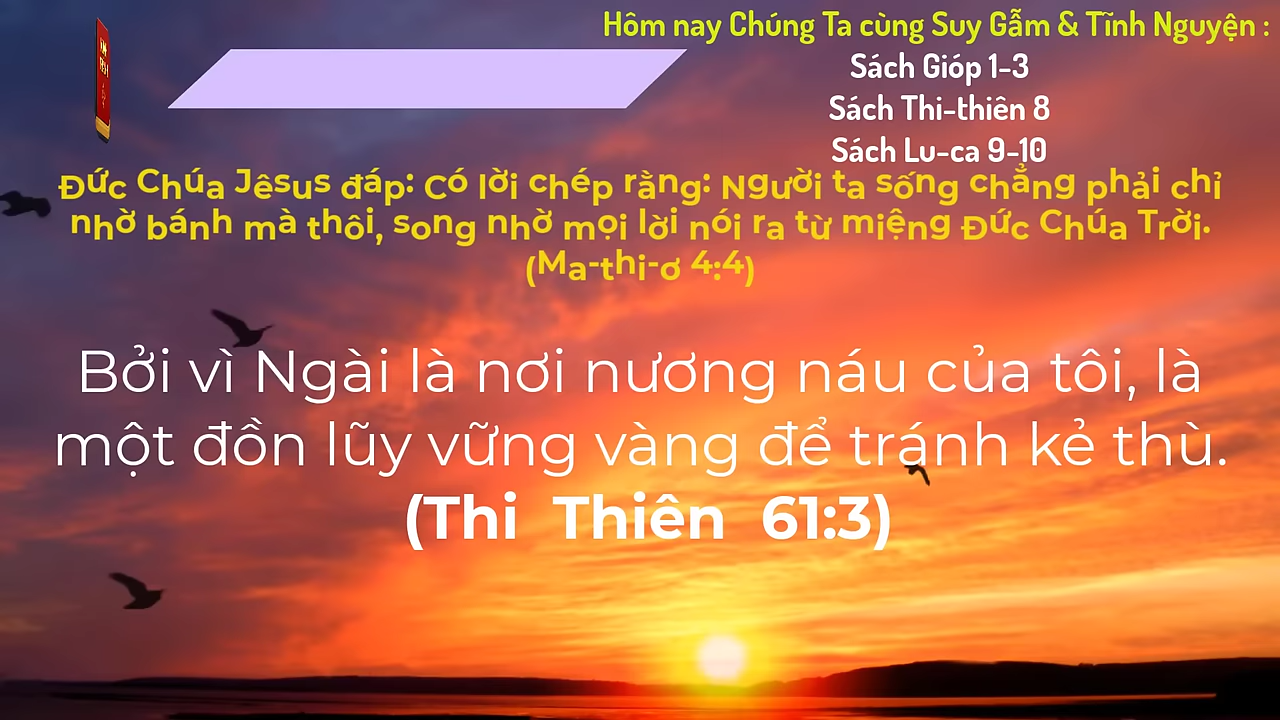 Hôm nay Chúng Ta cùng Suy Gẫm & Tĩnh Nguyện :
Sách Gióp 1-3
Sách Thi-thiên 8
Sách Lu-ca 9-10
Đức Chúa Jêsus đáp: Có lời chép rằng: Người ta sống chẳng phải chỉ
nhờ bánh mà thôi, song nhờ mọi lời nói ra từ miệng Đức Chúa Trời.
(Ma-thi-ơ 4:4)
Bởi vì Ngài là nơi nương náu của tôi, là
một đồn lũy vững vàng để tránh kẻ thù.
(Thi Thiên 61:3)